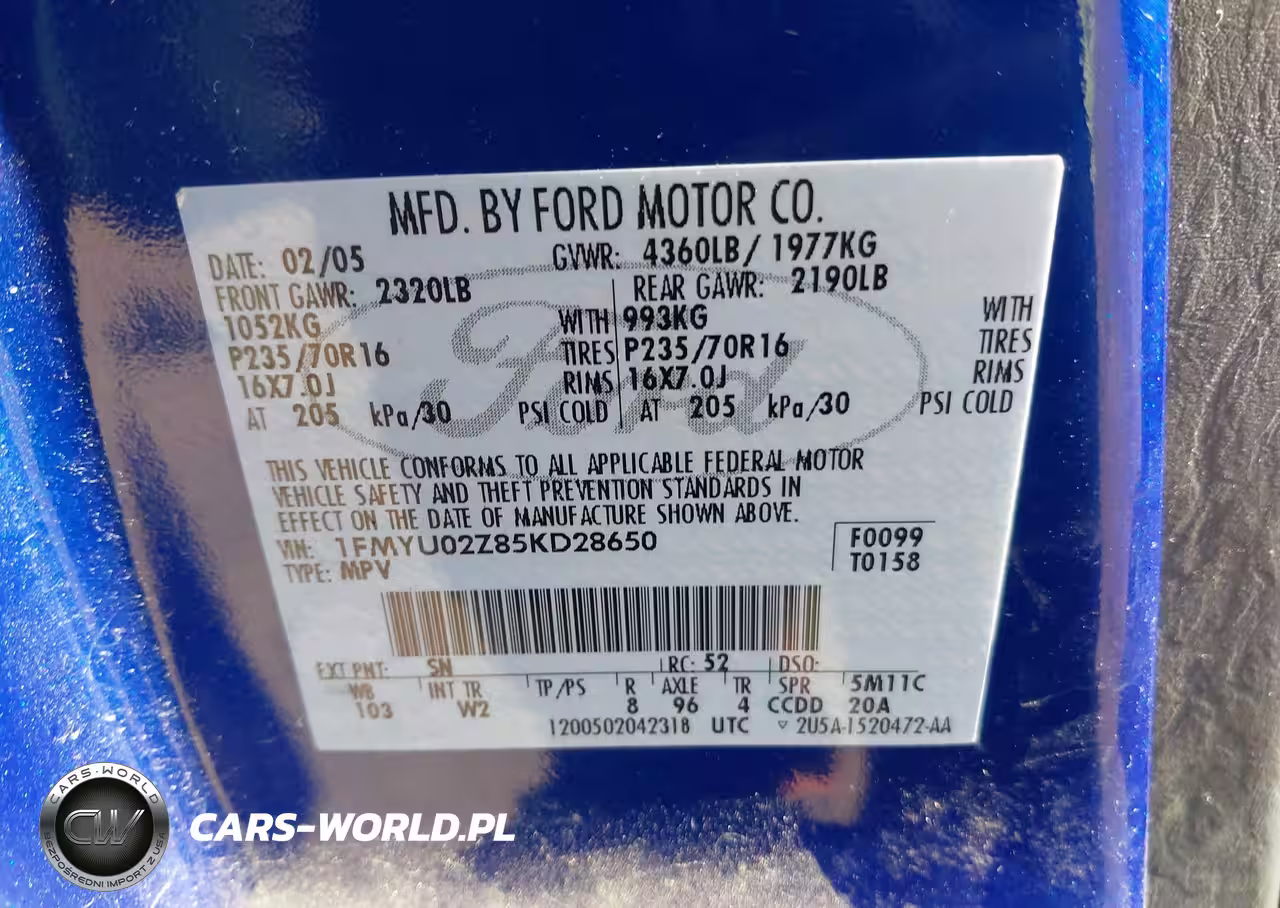 MFD. BY FORD MOTOR CO.
DATE: 02/05 GVWR: 4360LB/ 1977KG
FRONT GAWR: 2320LB REAR GAWR: 2190LB
1052KG WITH 993KG WITH
P235/70R16 TIRES P235/70R16 TIRES
16X7.0J RIMS 16X7.0J RIMS
AT 205 kPa/30 PSI COLD AT 205 kPa/30 PSI COLD
Ford
THIS VEHICLE CONFORMS TO ALL APPLICABLE FEDERAL MOTOR
VEHICLE SAFETY AND THEFT PREVENTION STANDARDS IN
EFFECT ON THE DATE OF MANUFACTURE SHOWN ABOVE.
VIN: 1FMYU02Z85KD28650 F0099
TYPE: MPV T0158
EXT PNT: SN RC: 52 DSO:
WB INT TR TP/PS R AXLE TR SPR 5M11C
103 W2 8 96 4 CCDD 20A
1200502042318 UTC ▽ 2U5A-1520472-AA
CARS-WORLD
CW
BEZPOŚREDNI IMPORT Z USA
CARS-WORLD.PL